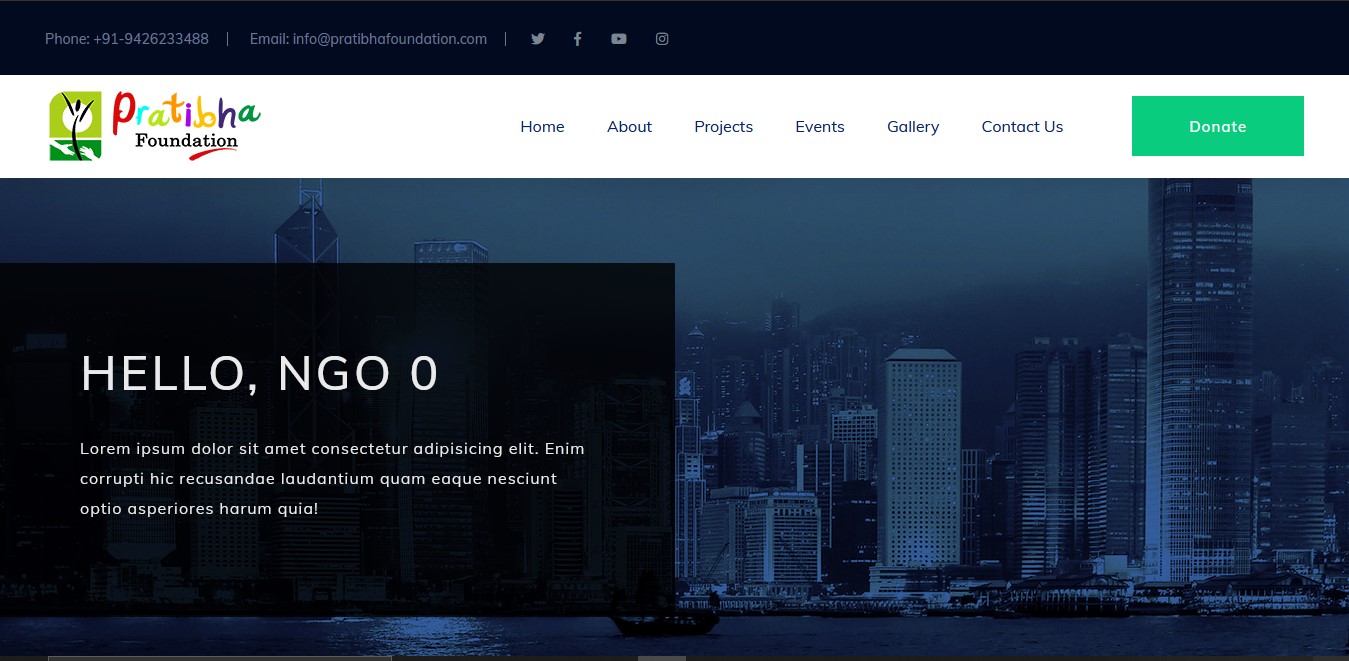 Phone: +91-9426233488 | Email: info@pratibhafoundation.com |
Pratibha
Foundation
Home About Projects Events Gallery Contact Us Donate
HELLO, NGO 0
Lorem ipsum dolor sit amet consectetur adipisicing elit. Enim
corrupti hic recusandae laudantium quam eaque nesciunt
optio asperiores harum quia!